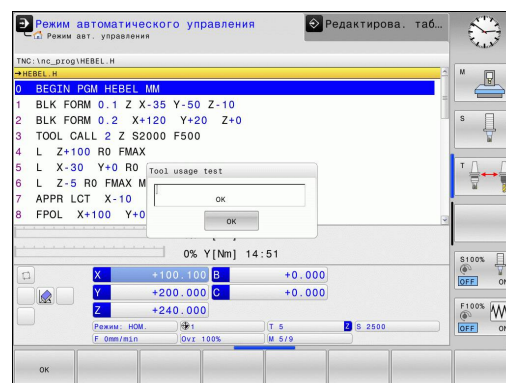 Режим автоматического управления
Режим авт. управления
Редактирова. таб...
TNC:\nc_prog\HEBEL.H
→HEBEL.H
0 BEGIN PGM HEBEL MM
1 BLK FORM 0.1 Z X-35 Y-50 Z-10
2 BLK FORM 0.2 X+120 Y+20 Z+0
3 TOOL CALL 2 Z S2000 F500
4 L Z+100 R0 FMAX
5 L X-30 Y+0 R0
6 L Z-5 R0 FMAX M
7 APPR LCT X-10
8 FPOL X+100 Y+0
Tool usage test
OK
OK
0% Y[Nm] 14:51
X +100.100 B +0.000
Y +200.000 C +0.000
Z +240.000
Режим: НОМ. 1 T 5 Z S 2500
F 0mm/min Ovr 100% M 5/9
OK
M
S
T
S100%
OFF ON
F100%
OFF ON